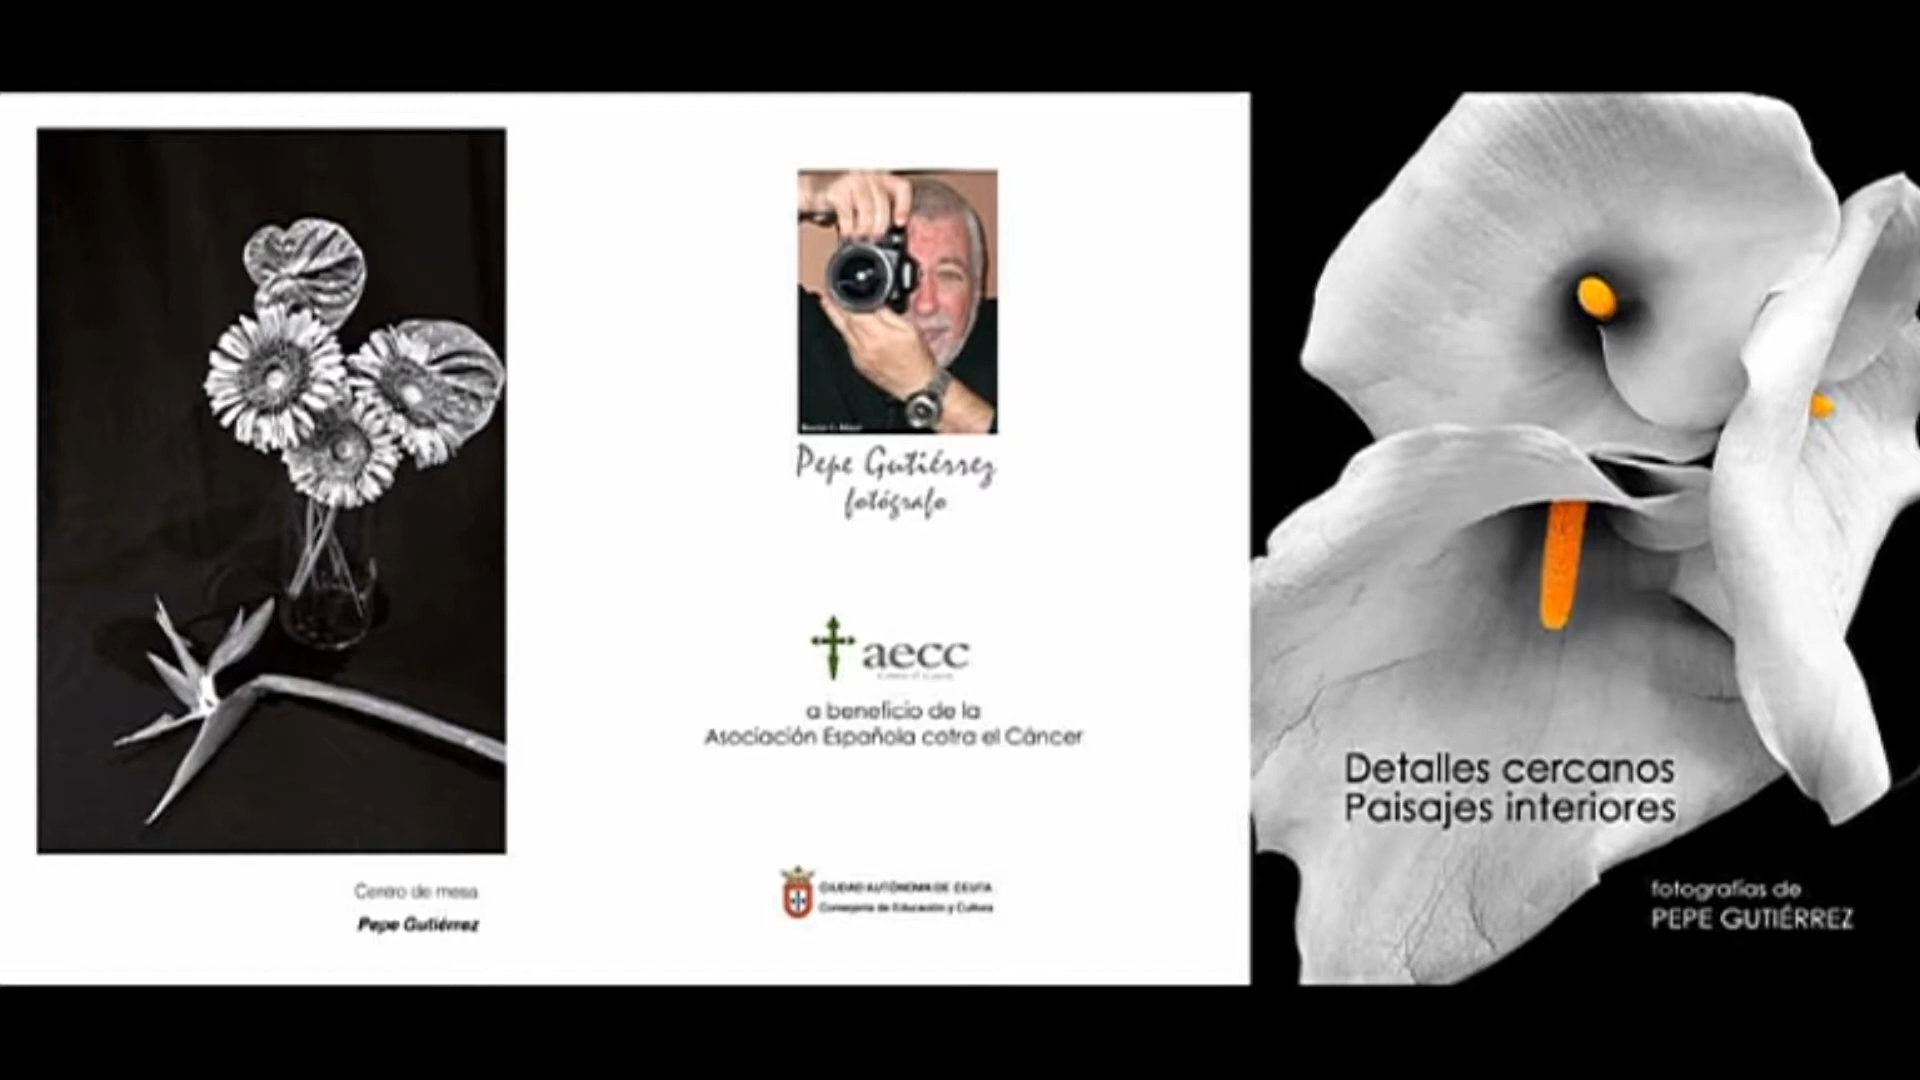 Centro de mesa
Pepe Gutiérrez
Pepe Gutiérrez
fotógrafo
aecc
a beneficio de la
Asociación Española cotra el Cáncer
CIUDAD AUTÓNOMA DE CEUTA
Consejería de Educación y Cultura
Detalles cercanos
Paisajes interiores
fotografías de
PEPE GUTIÉRREZ